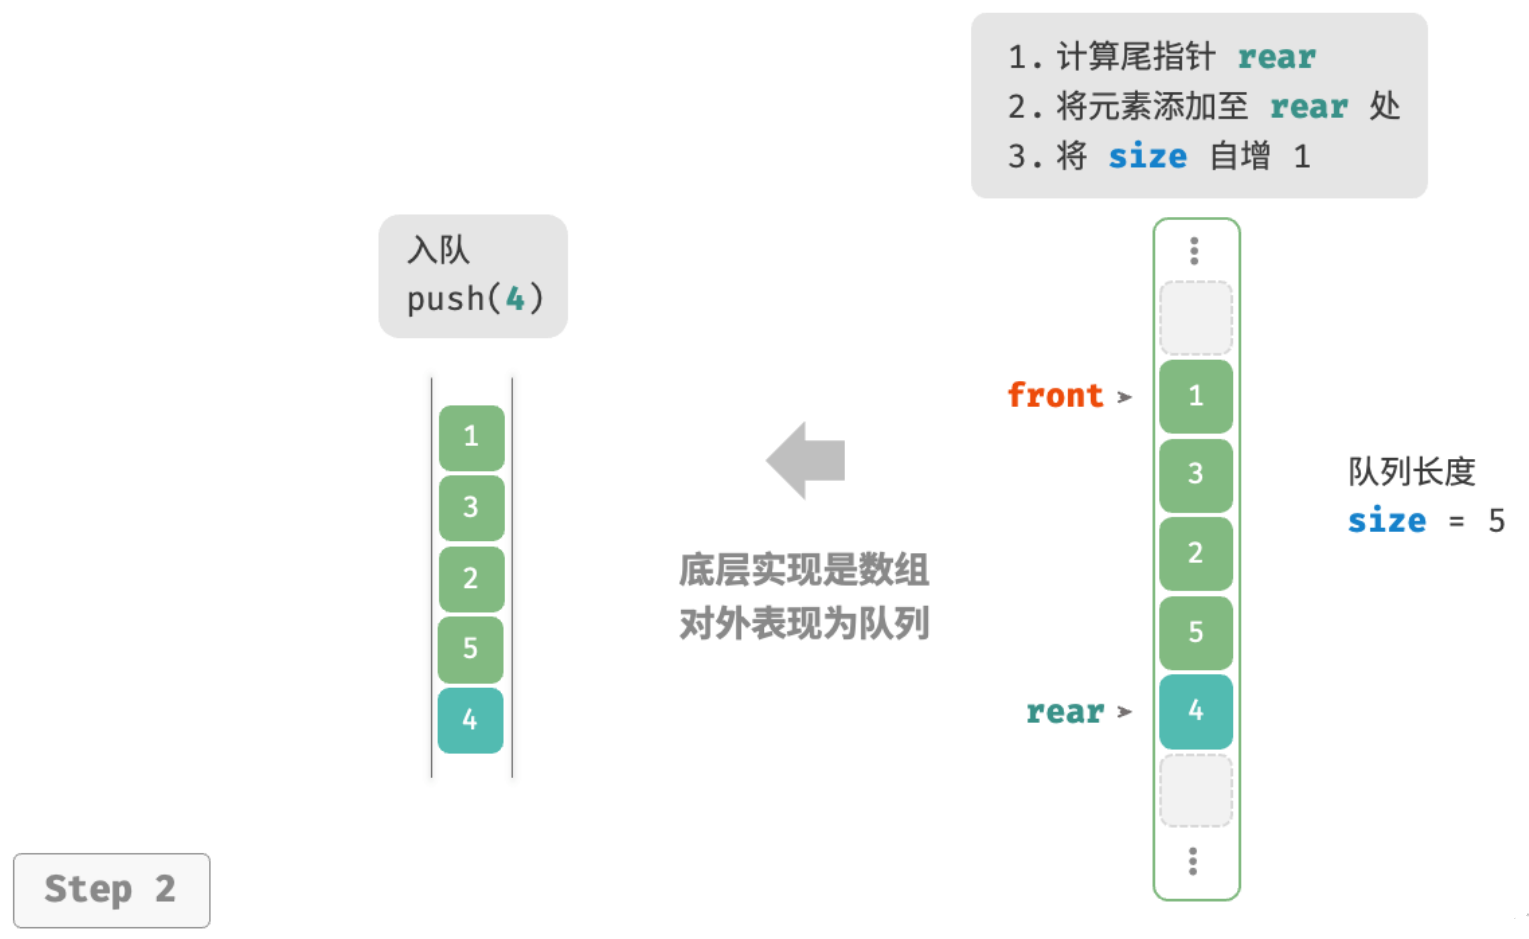 1. 计算尾指针 rear
2. 将元素添加至 rear 处
3. 将 size 自增 1
入队
push(4)
1
3
2
5
4
底层实现是数组
对外表现为队列
front
1
3
2
5
rear
4
队列长度
size = 5
Step 2